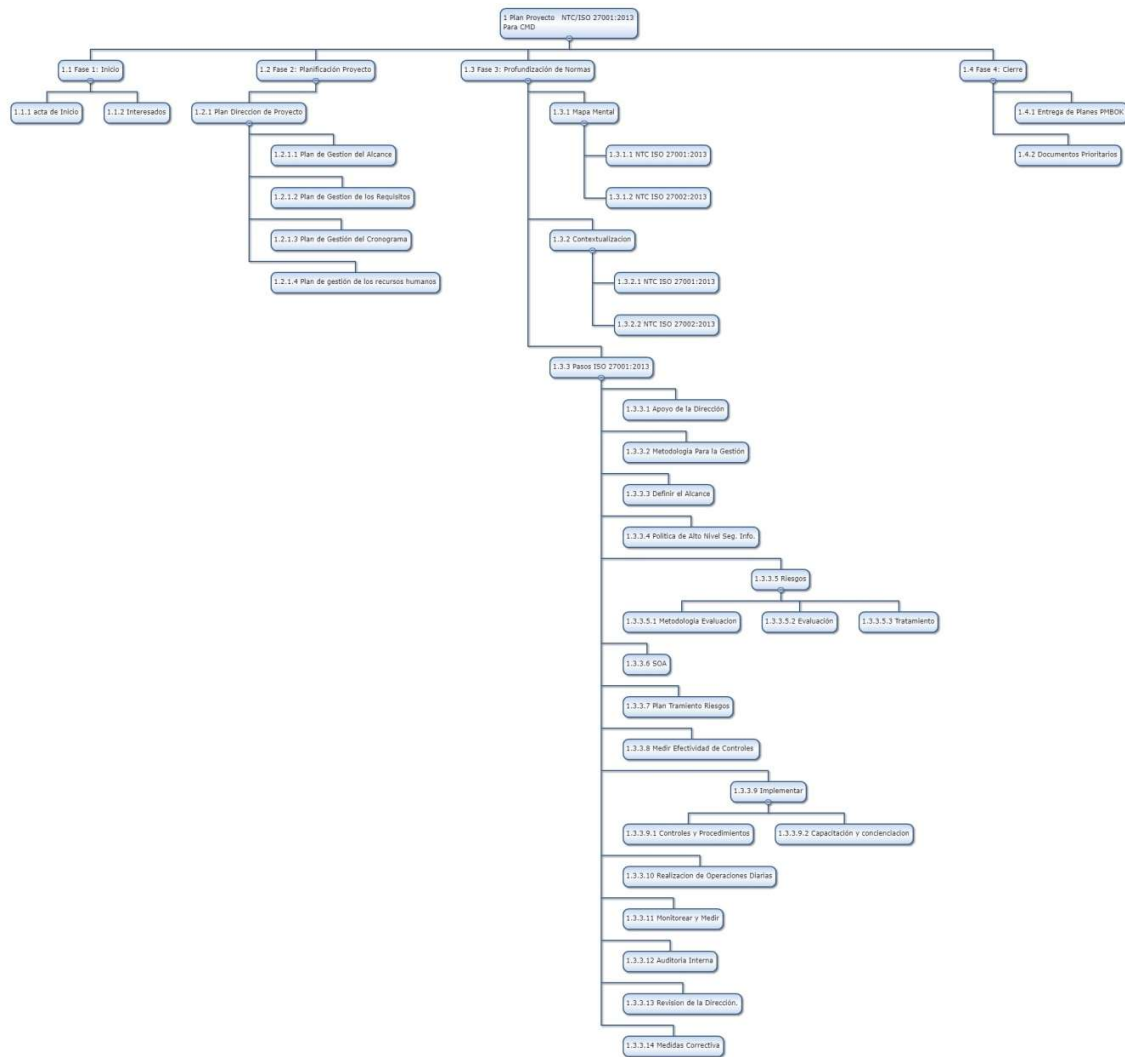 1 Plan Proyecto NTC/ISO 27001:2013
Para CMD
1.1 Fase 1: Inicio
1.1.1 acta de Inicio
1.1.2 Interesados
1.2 Fase 2: Planificación Proyecto
1.2.1 Plan Direccion de Proyecto
1.2.1.1 Plan de Gestion del Alcance
1.2.1.2 Plan de Gestion de los Requisitos
1.2.1.3 Plan de Gestión del Cronograma
1.2.1.4 Plan de gestión de los recursos humanos
1.3 Fase 3: Profundización de Normas
1.3.1 Mapa Mental
1.3.1.1 NTC ISO 27001:2013
1.3.1.2 NTC ISO 27002:2013
1.3.2 Contextualizacion
1.3.2.1 NTC ISO 27001:2013
1.3.2.2 NTC ISO 27002:2013
1.3.3 Pasos ISO 27001:2013
1.3.3.1 Apoyo de la Dirección
1.3.3.2 Metodología Para la Gestión
1.3.3.3 Definir el Alcance
1.3.3.4 Politica de Alto Nivel Seg. Info.
1.3.3.5 Riesgos
1.3.3.5.1 Metodologia Evaluacion
1.3.3.5.2 Evaluación
1.3.3.5.3 Tratamiento
1.3.3.6 SOA
1.3.3.7 Plan Tramiento Riesgos
1.3.3.8 Medir Efectividad de Controles
1.3.3.9 Implementar
1.3.3.9.1 Controles y Procedimientos
1.3.3.9.2 Capacitación y concienciacion
1.3.3.10 Realizacion de Operaciones Diarias
1.3.3.11 Monitorear y Medir
1.3.3.12 Auditoria Interna
1.3.3.13 Revision de la Dirección.
1.3.3.14 Medidas Correctiva
1.4 Fase 4: Cierre
1.4.1 Entrega de Planes PMBOK
1.4.2 Documentos Prioritarios